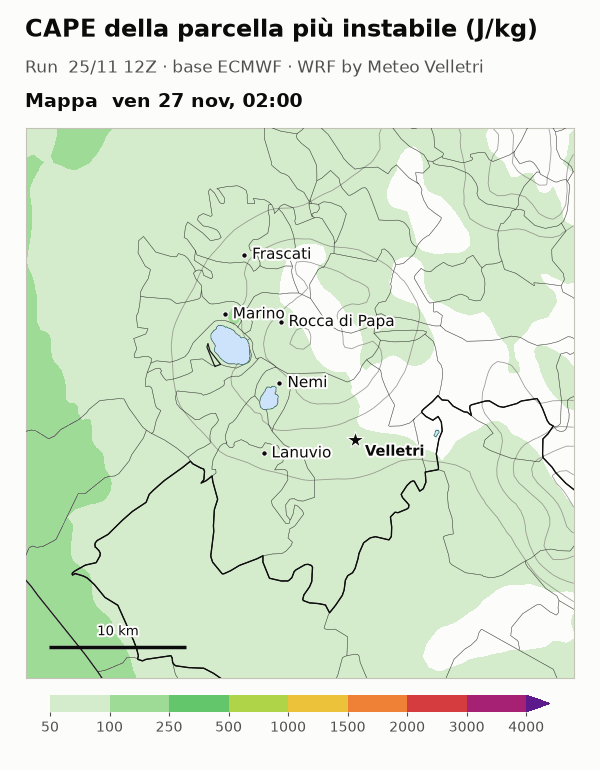 CAPE della parcella più instabile (J/kg)
Run  25/11 12Z · base ECMWF · WRF by Meteo Velletri
Mappa  ven 27 nov, 02:00
Frascati
Marino
Rocca di Papa
Nemi
Velletri
Lanuvio
10 km
50 100 250 500 1000 1500 2000 3000 4000